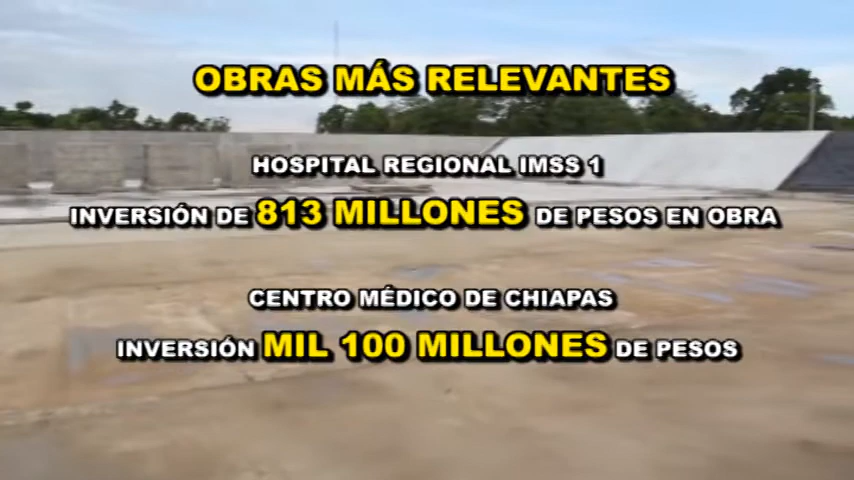 OBRAS MÁS RELEVANTES
HOSPITAL REGIONAL IMSS 1
INVERSIÓN DE 813 MILLONES DE PESOS EN OBRA
CENTRO MÉDICO DE CHIAPAS
INVERSIÓN MIL 100 MILLONES DE PESOS